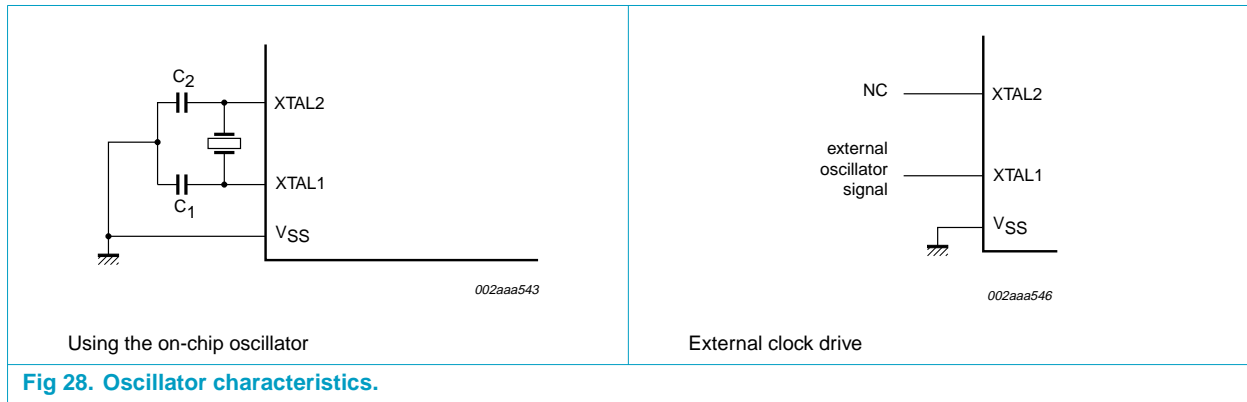 C2
XTAL2
XTAL1
C1
VSS
002aaa543
Using the on-chip oscillator
NC
XTAL2
external
oscillator
signal
XTAL1
VSS
002aaa546
External clock drive
Fig 28. Oscillator characteristics.